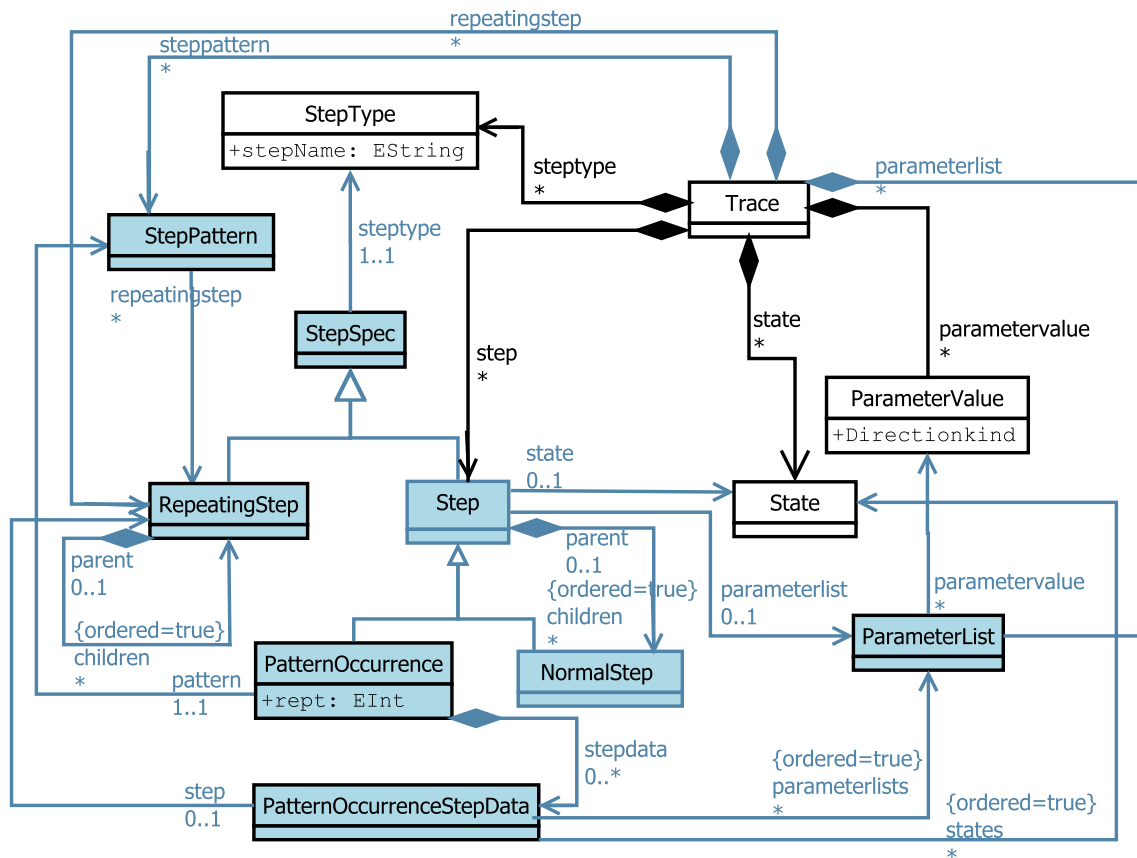 repeatingstep
*
steppattern
*
StepType
+stepName: EString
steptype
*
parameterlist
*
Trace
StepPattern
steptype
1..1
repeatingstep
*
StepSpec
state
*
step
*
parametervalue
*
ParameterValue
+Directionkind
state
0..1
RepeatingStep
Step
State
parent
0..1
parent
0..1
{ordered=true}
children
*
parameterlist
0..1
parametervalue
*
{ordered=true}
children
*
ParameterList
PatternOccurrence
+rept: EInt
NormalStep
pattern
1..1
stepdata
0..*
{ordered=true}
parameterlists
*
step
0..1
PatternOccurrenceStepData
{ordered=true}
states
*